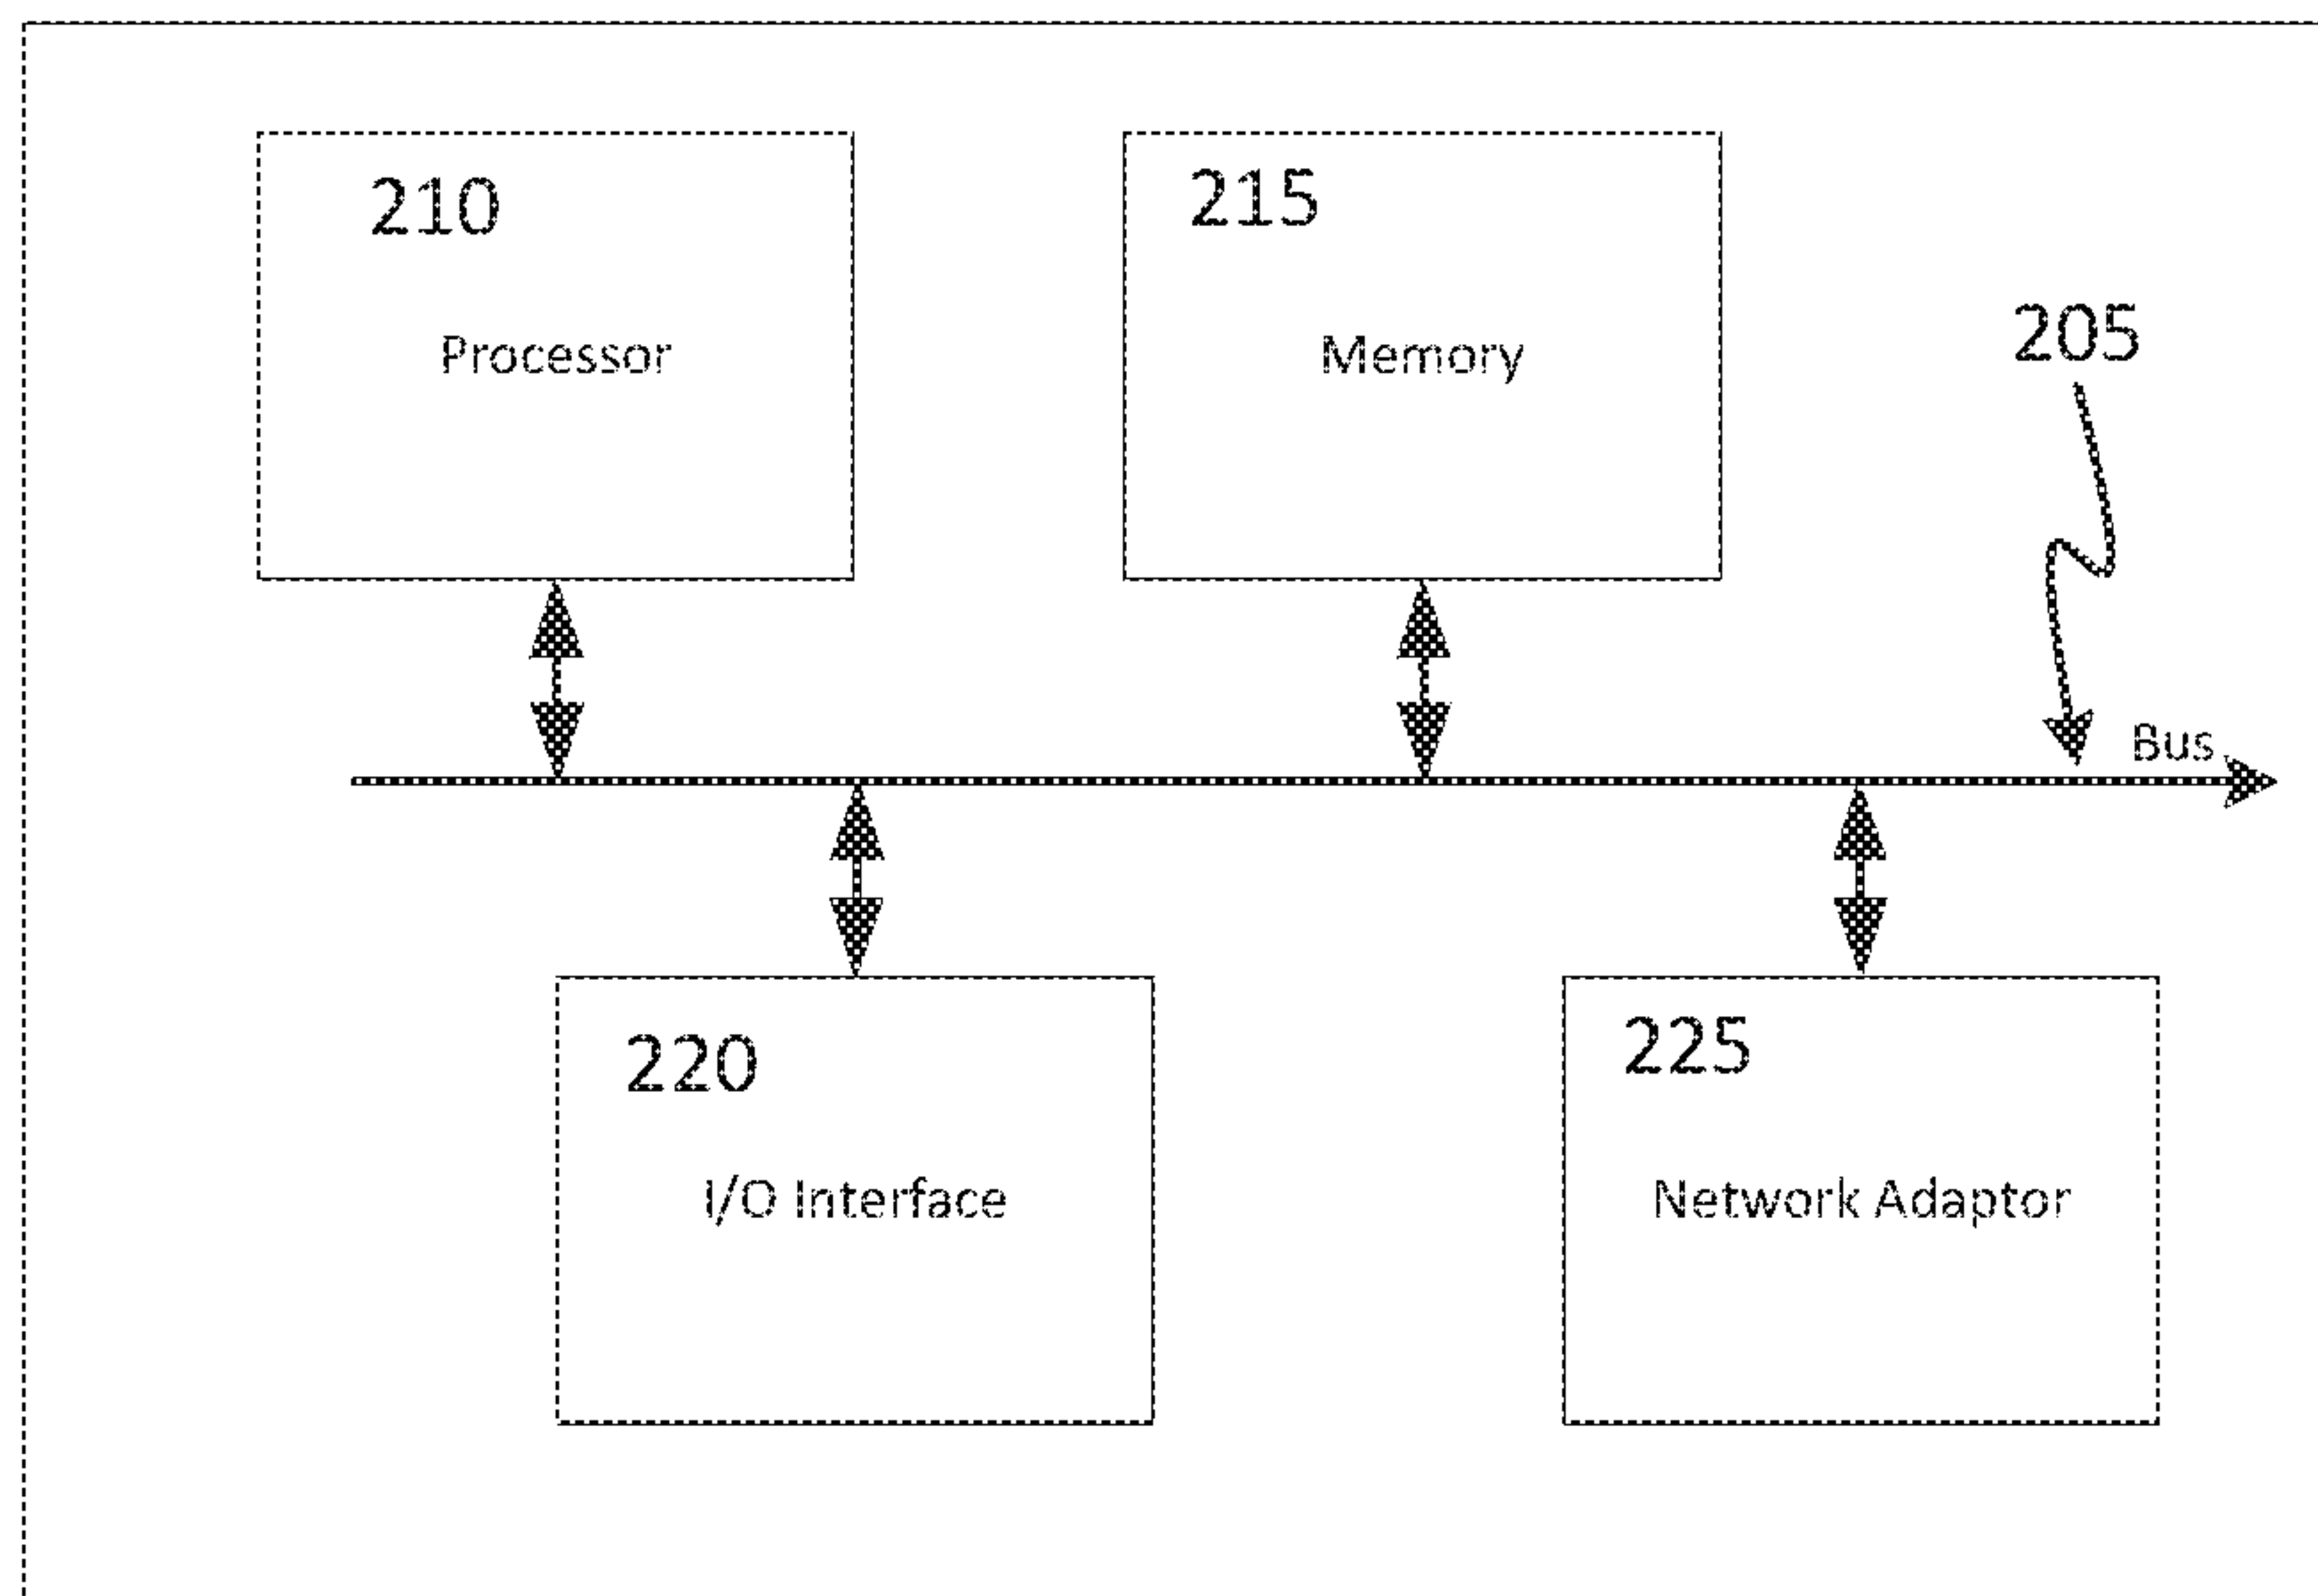 210
Processor
215
Memory
205
Bus
220
I/O Interface
225
Network Adaptor